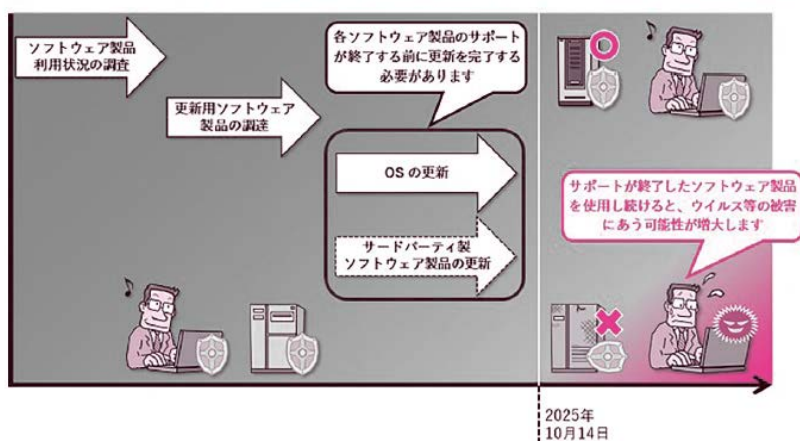 ソフトウェア製品
利用状況の調査
更新用ソフトウェア
製品の調達
各ソフトウェア製品のサポート
が終了する前に更新を完了する
必要があります
OSの更新
サードパーティ製
ソフトウェア製品の更新
サポートが終了したソフトウェア製品
を使用し続けると、ウイルス等の被害
にあう可能性が増大します
2025年
10月14日